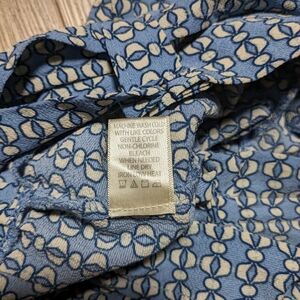 MACHINE WASH COLD
WITH LIKE COLORS
GENTLE CYCLE
NON-CHLORINE
BLEACH
WHEN NEEDED
LINE DRY
IRON LOW HEAT